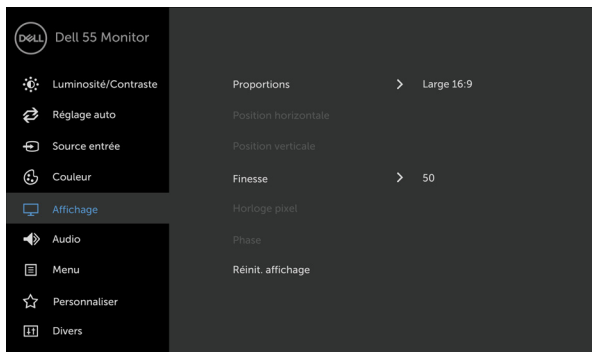 DELL Dell 55 Monitor
Luminosité/Contraste
Réglage auto
Source entrée
Couleur
Affichage
Audio
Menu
Personnaliser
Divers
Proportions > Large 16:9
Position horizontale
Position verticale
Finesse > 50
Horloge pixel
Phase
Réinit. affichage